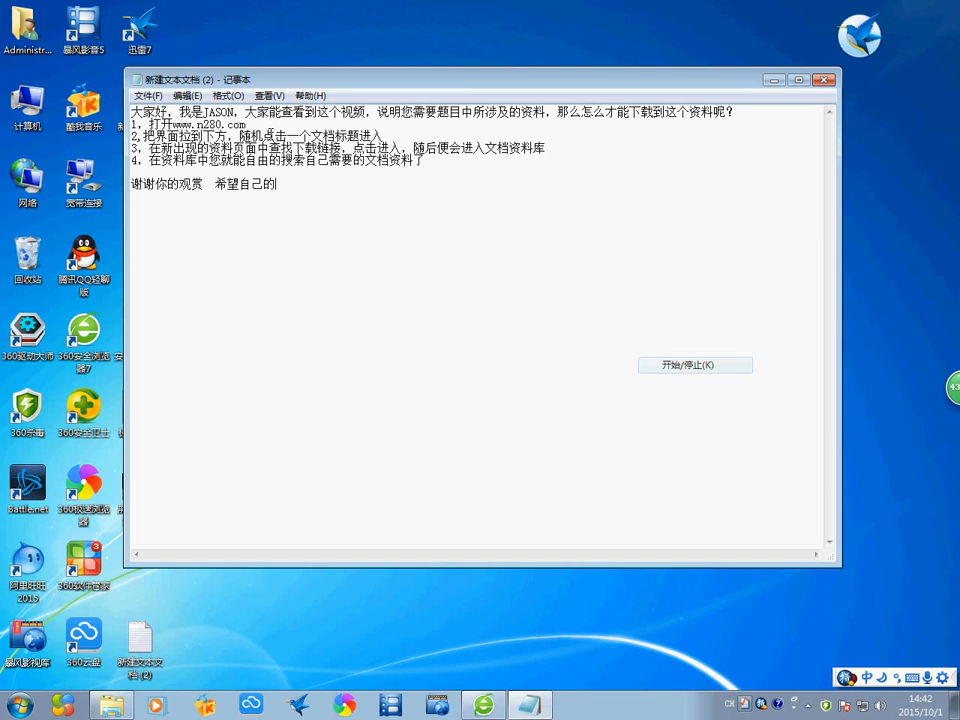 Administr...
暴风影音5
迅雷7
计算机
酷我音乐
网络
宽带连接
回收站
腾讯QQ轻聊版
360驱动大师
360安全浏览器7
360杀毒
360安全卫士
Battle.net
360极速浏览器
阿里旺旺2015
360软件管家
3
暴风影视库
360云盘
新建文本文档 (2)
新建文本文档 (2) - 记事本
文件(F) 编辑(E) 格式(O) 查看(V) 帮助(H)
大家好，我是JASON，大家能查看到这个视频，说明您需要题目中所涉及的资料，那么怎么才能下载到这个资料呢？
1，打开www.n280.com
2,把界面拉到下方，随机点击一个文档标题进入
3，在新出现的资料页面中查找下载链接，点击进入，随后便会进入文档资料库
4，在资料库中您就能自由的搜索自己需要的文档资料了
谢谢你的观赏 希望自己的
开始/停止(K)
43
中
CH
14:42
2015/10/1